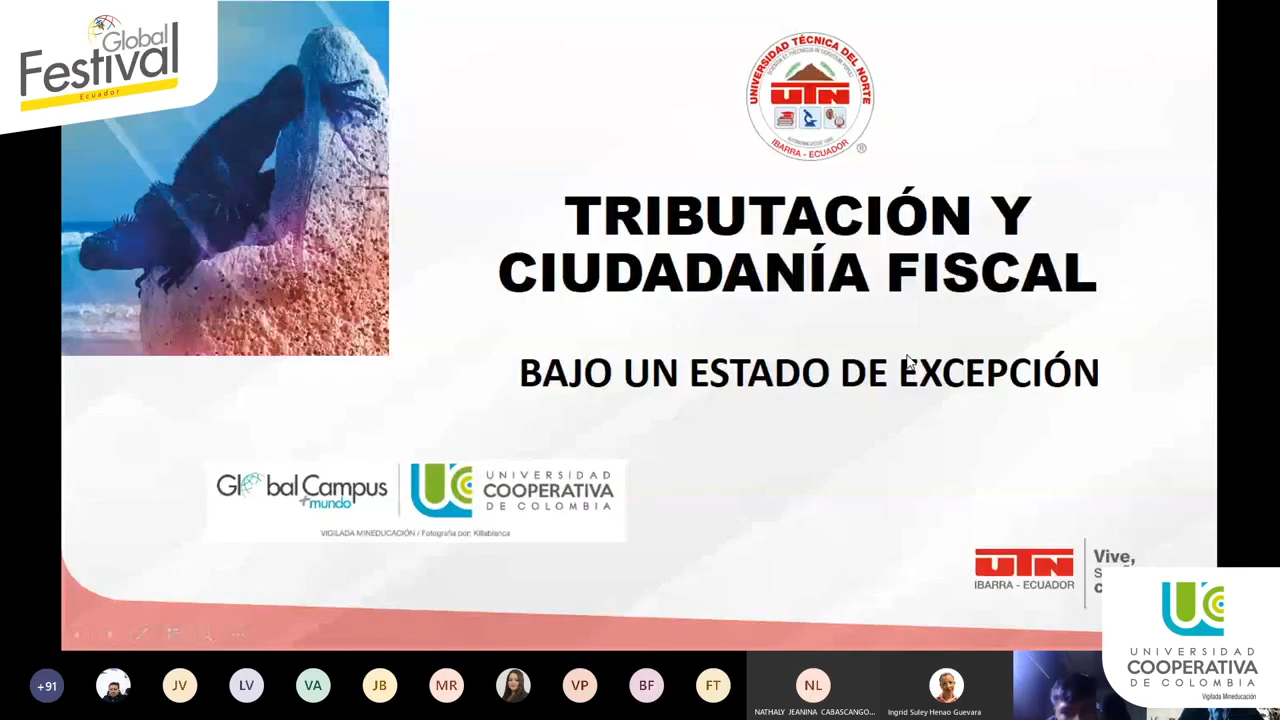 Global
Festival
Ecuador
UNIVERSIDAD TÉCNICA DEL NORTE
UTN
IBARRA - ECUADOR
®
TRIBUTACIÓN Y
CIUDADANÍA FISCAL
BAJO UN ESTADO DE EXCEPCIÓN
Global Campus
+mundo
UC
UNIVERSIDAD
COOPERATIVA
DE COLOMBIA
VIGILADA MINEDUCACIÓN / Fotografía por: Killablanca
UTN
IBARRA - ECUADOR
Vive,
UC
UNIVERSIDAD
COOPERATIVA
DE COLOMBIA
Vigilada Mineducación
+91
JV
LV
VA
JB
MR
VP
BF
FT
NL
NATHALY JEANINA CABASCANGO...
Ingrid Suley Henao Guevara